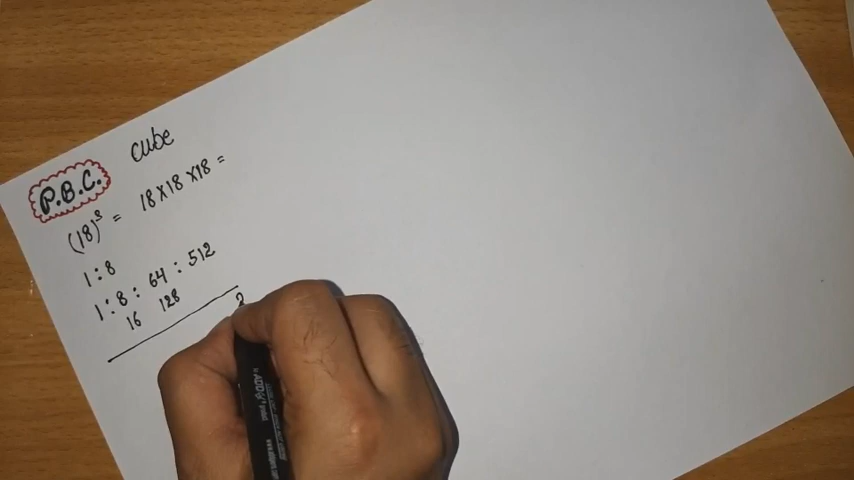 cube
P.B.C.
(18)³ = 18×18×18 =
1:8
1:8:64:512
16 128
2